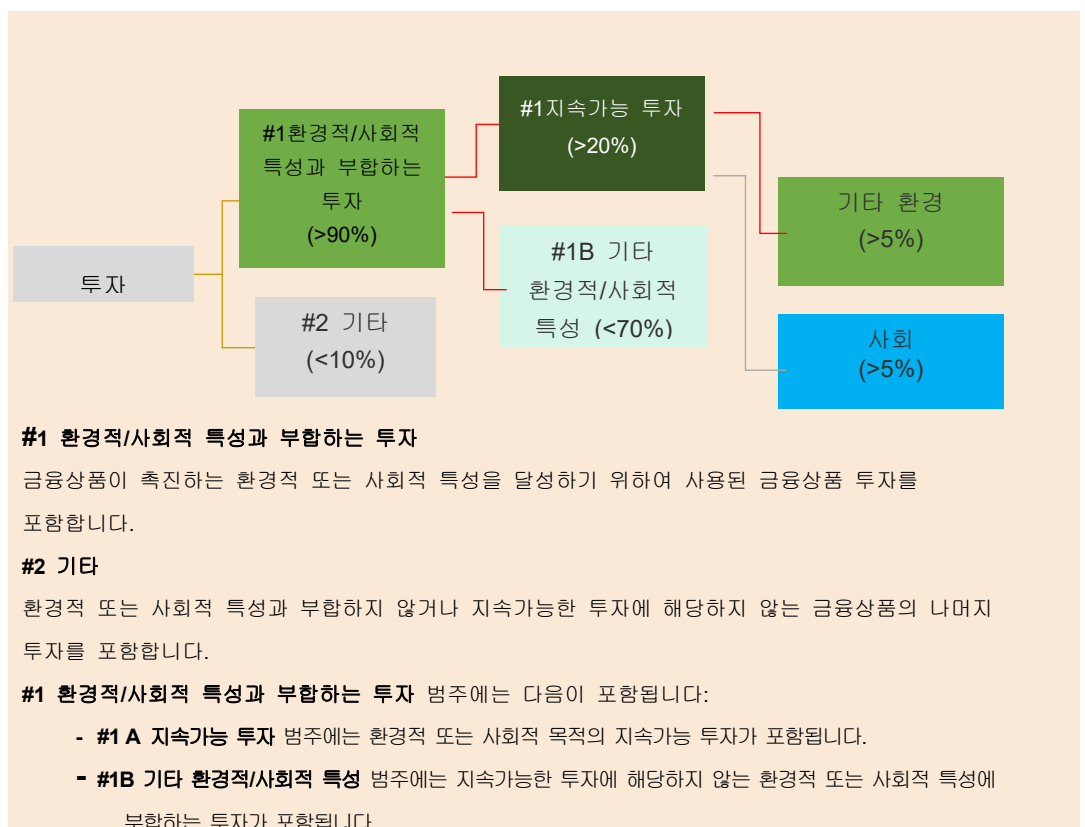 #1환경적/사회적
특성과 부합하는
투자
(>90%)
#1지속가능 투자
(>20%)
기타 환경
(>5%)
투자
#2 기타
(<10%)
#1B 기타
환경적/사회적
특성 (<70%)
사회
(>5%)
#1 환경적/사회적 특성과 부합하는 투자
금융상품이 촉진하는 환경적 또는 사회적 특성을 달성하기 위하여 사용된 금융상품 투자를
포함합니다.
#2 기타
환경적 또는 사회적 특성과 부합하지 않거나 지속가능한 투자에 해당하지 않는 금융상품의 나머지
투자를 포함합니다.
#1 환경적/사회적 특성과 부합하는 투자 범주에는 다음이 포함됩니다:
- #1 A 지속가능 투자 범주에는 환경적 또는 사회적 목적의 지속가능 투자가 포함됩니다.
- #1B 기타 환경적/사회적 특성 범주에는 지속가능한 투자에 해당하지 않는 환경적 또는 사회적 특성에
부합하는 투자가 포함됩니다